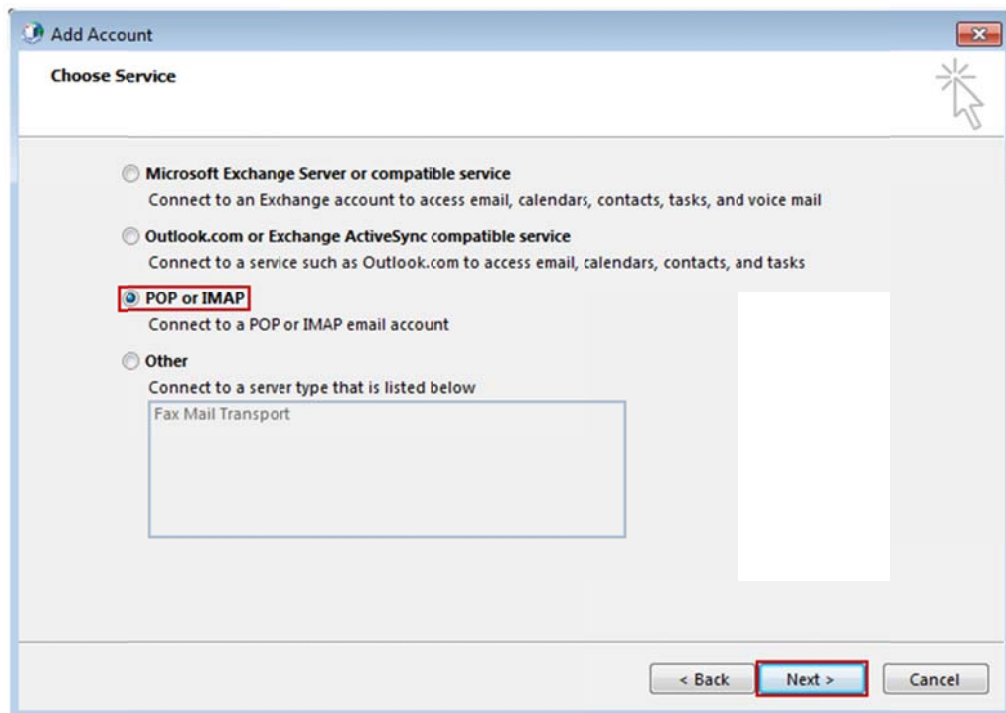 Add Account
Choose Service
Microsoft Exchange Server or compatible service
Connect to an Exchange account to access email, calendars, contacts, tasks, and voice mail
Outlook.com or Exchange ActiveSync compatible service
Connect to a service such as Outlook.com to access email, calendars, contacts, and tasks
POP or IMAP
Connect to a POP or IMAP email account
Other
Connect to a server type that is listed below
Fax Mail Transport
< Back Next > Cancel